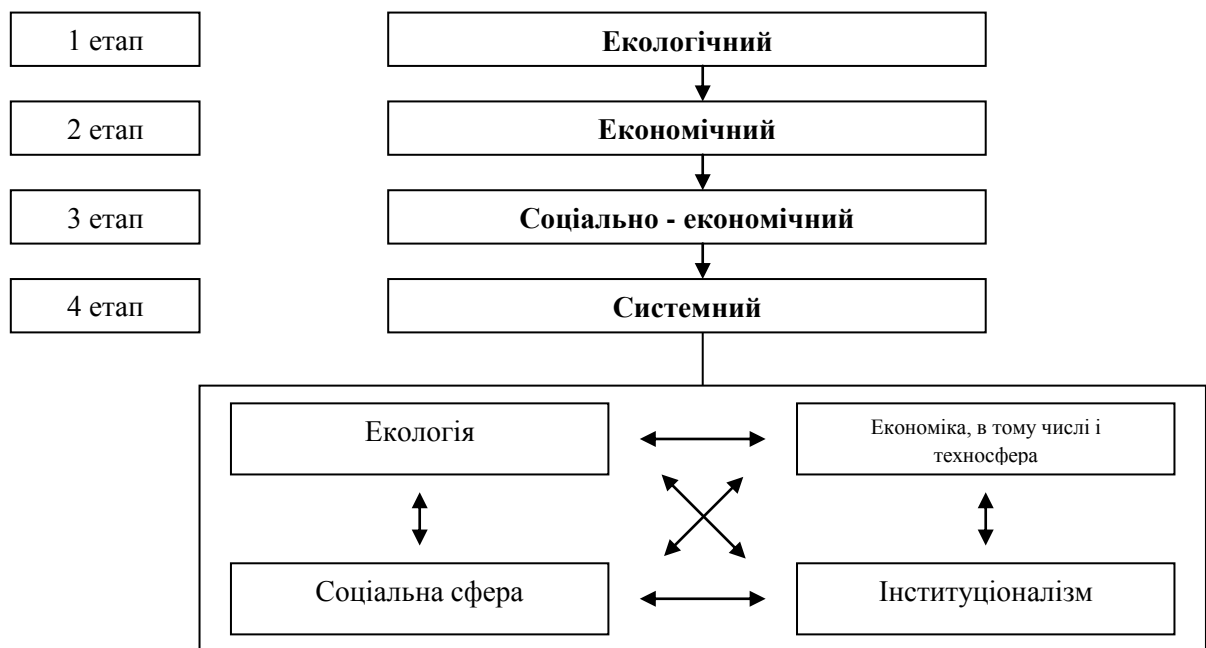 1 етап
Екологічний
2 етап
Економічний
3 етап
Соціально - економічний
4 етап
Системний
Екологія
Економіка, в тому числі і
техносфера
Соціальна сфера
Інституціоналізм